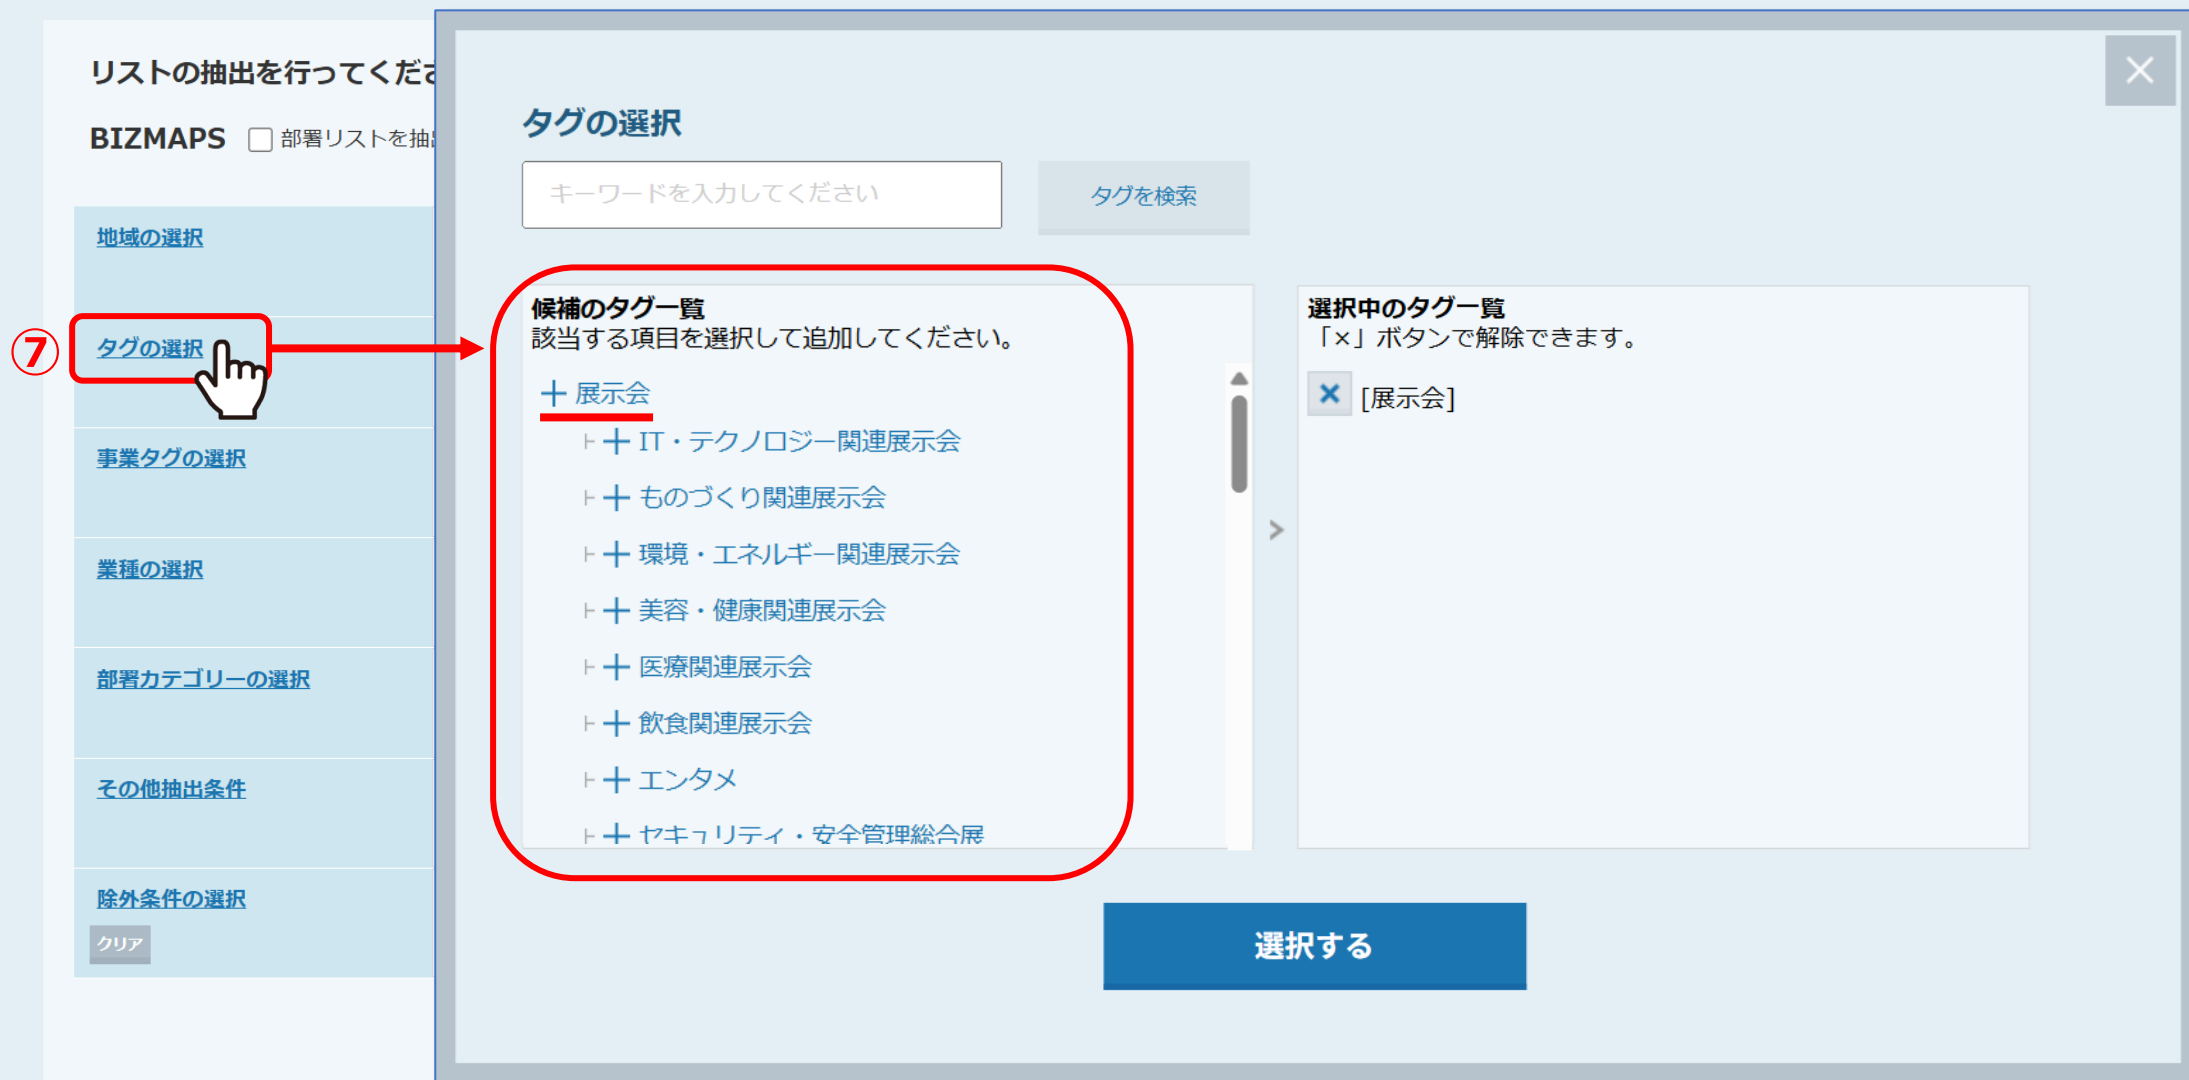 リストの抽出を行ってくださ
BIZMAPS 部署リストを抽出
地域の選択
⑦ タグの選択
事業タグの選択
業種の選択
部署カテゴリーの選択
その他抽出条件
除外条件の選択
クリア
タグの選択
キーワードを入力してください
タグを検索
候補のタグ一覧
該当する項目を選択して追加してください。
＋ 展示会
＋ IT・テクノロジー関連展示会
＋ ものづくり関連展示会
＋ 環境・エネルギー関連展示会
＋ 美容・健康関連展示会
＋ 医療関連展示会
＋ 飲食関連展示会
＋ エンタメ
＋ セキュリティ・安全管理総合展
>
選択中のタグ一覧
「×」ボタンで解除できます。
× [展示会]
選択する